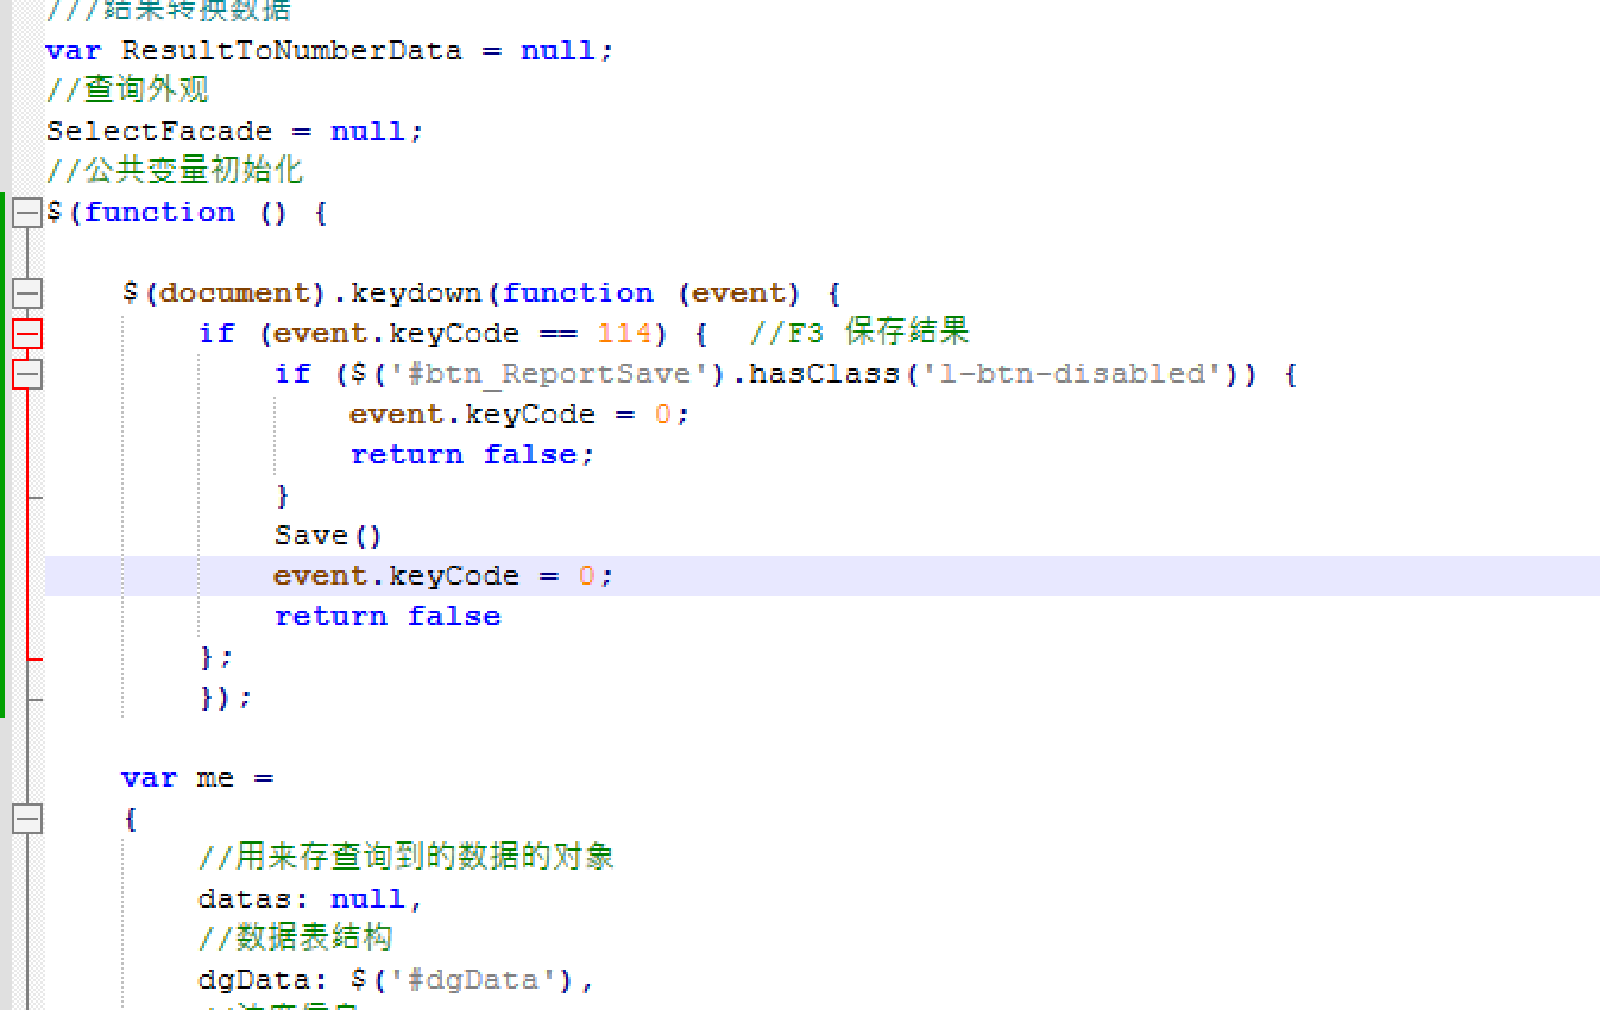 ///结果转换数据
var ResultToNumberData = null;
//查询外观
SelectFacade = null;
//公共变量初始化
$(function () {
$(document).keydown(function (event) {
if (event.keyCode == 114) {  //F3 保存结果
if ($('#btn_ReportSave').hasClass('l-btn-disabled')) {
event.keyCode = 0;
return false;
}
Save()
event.keyCode = 0;
return false
};
});
var me =
{
//用来存查询到的数据的对象
datas: null,
//数据表结构
dgData: $('#dgData'),